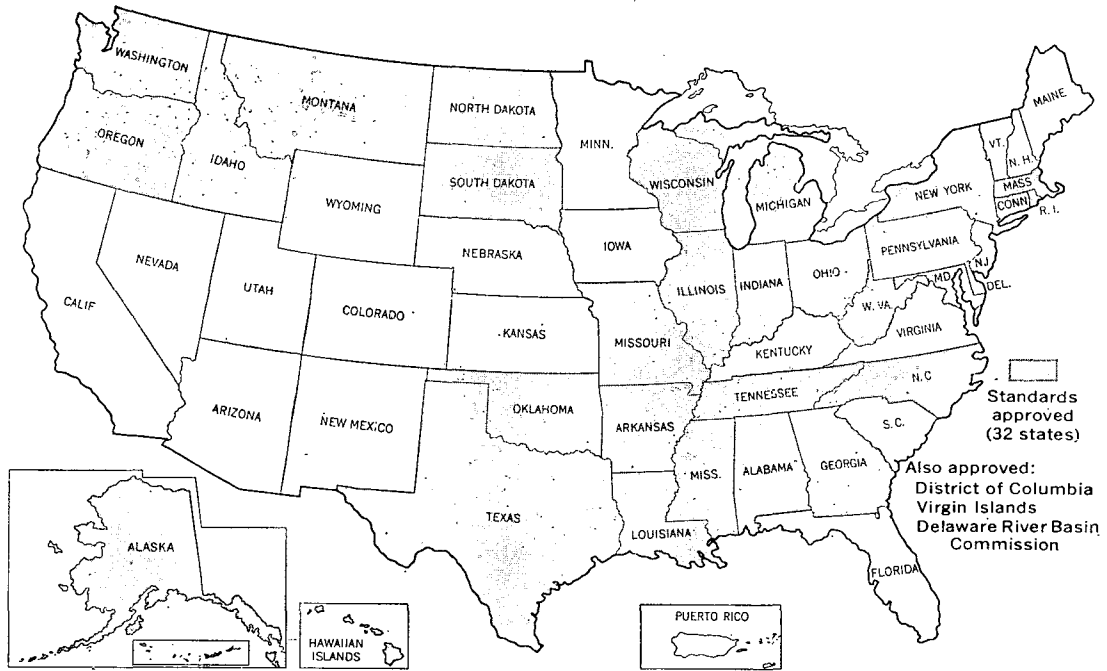 WASHINGTON
OREGON
CALIF
IDAHO
NEVADA
MONTANA
WYOMING
UTAH
ARIZONA
COLORADO
NEW MEXICO
NORTH DAKOTA
SOUTH DAKOTA
NEBRASKA
KANSAS
OKLAHOMA
TEXAS
MINN.
IOWA
MISSOURI
ARKANSAS
LOUISIANA
WISCONSIN
ILLINOIS
MICHIGAN
INDIANA
OHIO
KENTUCKY
TENNESSEE
MISS.
ALABAMA
GEORGIA
FLORIDA
S.C.
N.C
VIRGINIA
W. VA.
MD.
DEL.
N.J
PENNSYLVANIA
NEW YORK
CONN
R.I.
MASS
VT.
N.H.
MAINE
Standards
approved
(32 states)
Also approved:
District of Columbia
Virgin Islands
Delaware River Basin
Commission
ALASKA
HAWAIIAN
ISLANDS
PUERTO RICO